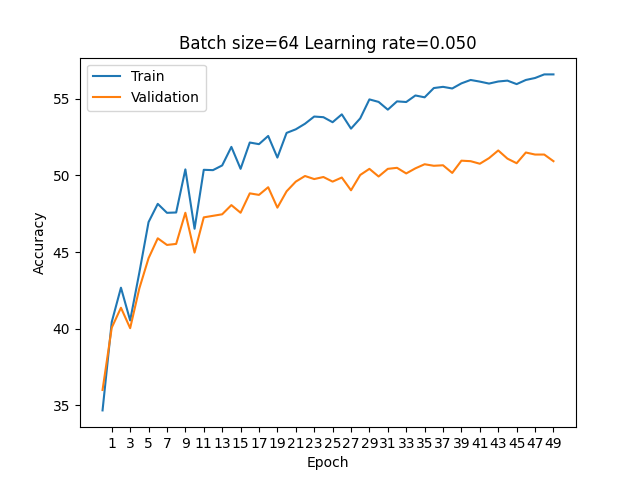 Batch size=64 Learning rate=0.050
Train
Validation
55
50
45
40
35
Accuracy
1 3 5 7 9 11 13 15 17 19 21 23 25 27 29 31 33 35 37 39 41 43 45 47 49
Epoch